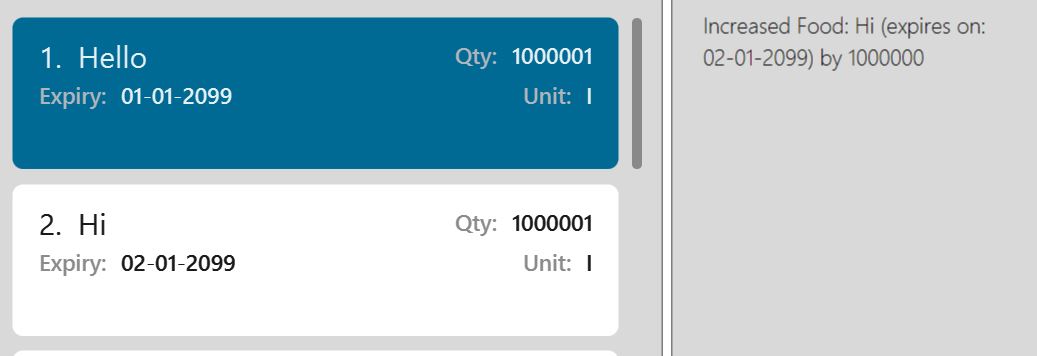 1. Hello
Qty: 1000001
Expiry: 01-01-2099
Unit: l
2. Hi
Qty: 1000001
Expiry: 02-01-2099
Unit: l
Increased Food: Hi (expires on:
02-01-2099) by 1000000